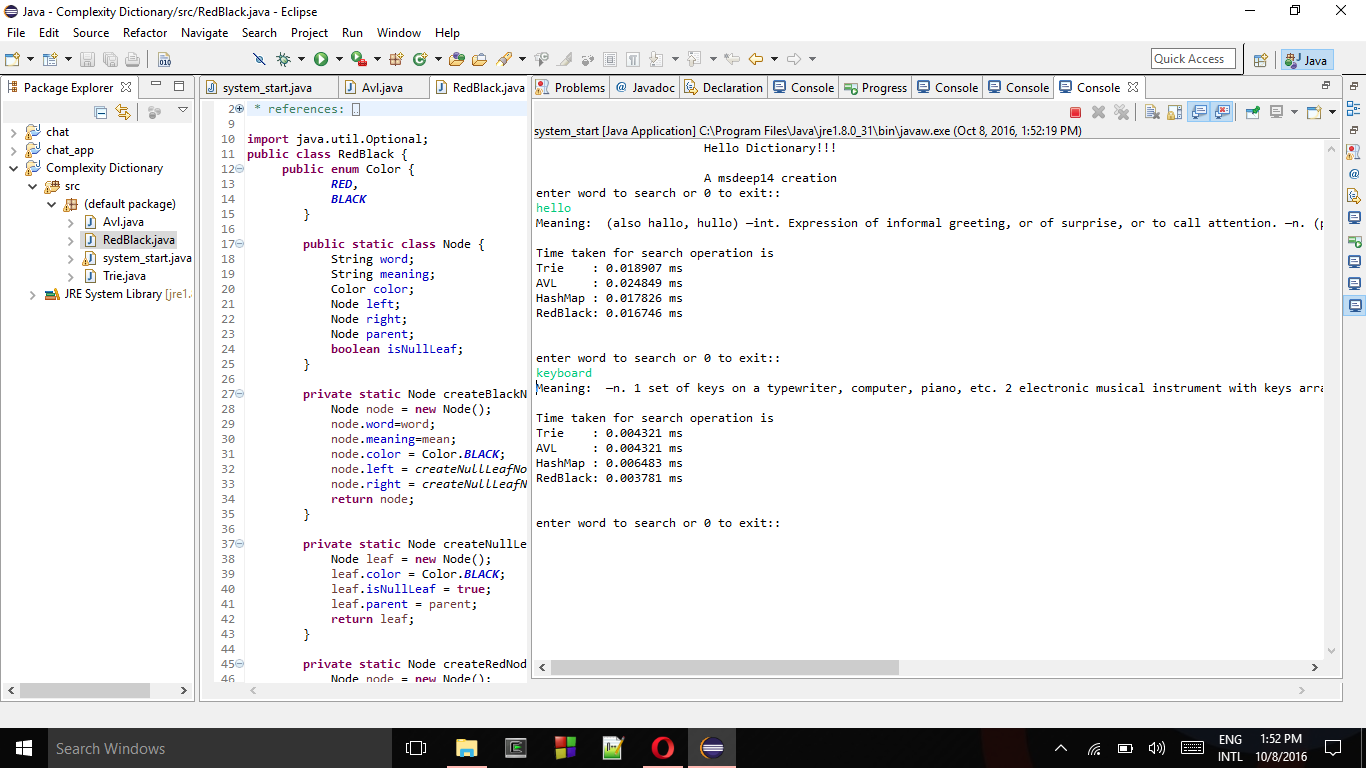 Java - Complexity Dictionary/src/RedBlack.java - Eclipse
File Edit Source Refactor Navigate Search Project Run Window Help
Quick Access
Java
Package Explorer
chat
chat_app
Complexity Dictionary
src
(default package)
Avl.java
RedBlack.java
system_start.java
Trie.java
JRE System Library [jre1.
system_start.java Avl.java RedBlack.java
2 * references:
9
10 import java.util.Optional;
11 public class RedBlack {
12 public enum Color {
13 RED,
14 BLACK
15 }
16
17 public static class Node {
18 String word;
19 String meaning;
20 Color color;
21 Node left;
22 Node right;
23 Node parent;
24 boolean isNullLeaf;
25 }
26
27 private static Node createBlackN
28 Node node = new Node();
29 node.word=word;
30 node.meaning=mean;
31 node.color = Color.BLACK;
32 node.left = createNullLeafNo
33 node.right = createNullLeafN
34 return node;
35 }
36
37 private static Node createNullLe
38 Node leaf = new Node();
39 leaf.color = Color.BLACK;
40 leaf.isNullLeaf = true;
41 leaf.parent = parent;
42 return leaf;
43 }
44
45 private static Node createRedNod
46 Node node = new Node();
Problems Javadoc Declaration Console Progress Console Console Console
system_start [Java Application] C:\Program Files\Java\jre1.8.0_31\bin\javaw.exe (Oct 8, 2016, 1:52:19 PM)
Hello Dictionary!!!
A msdeep14 creation
enter word to search or 0 to exit::
hello
Meaning: (also hallo, hullo) —int. Expression of informal greeting, or of surprise, or to call attention. —n. (p
Time taken for search operation is
Trie : 0.018907 ms
AVL : 0.024849 ms
HashMap : 0.017826 ms
RedBlack: 0.016746 ms
enter word to search or 0 to exit::
keyboard
Meaning: —n. 1 set of keys on a typewriter, computer, piano, etc. 2 electronic musical instrument with keys arra
Time taken for search operation is
Trie : 0.004321 ms
AVL : 0.004321 ms
HashMap : 0.006483 ms
RedBlack: 0.003781 ms
enter word to search or 0 to exit::
Search Windows
ENG
INTL
1:52 PM
10/8/2016